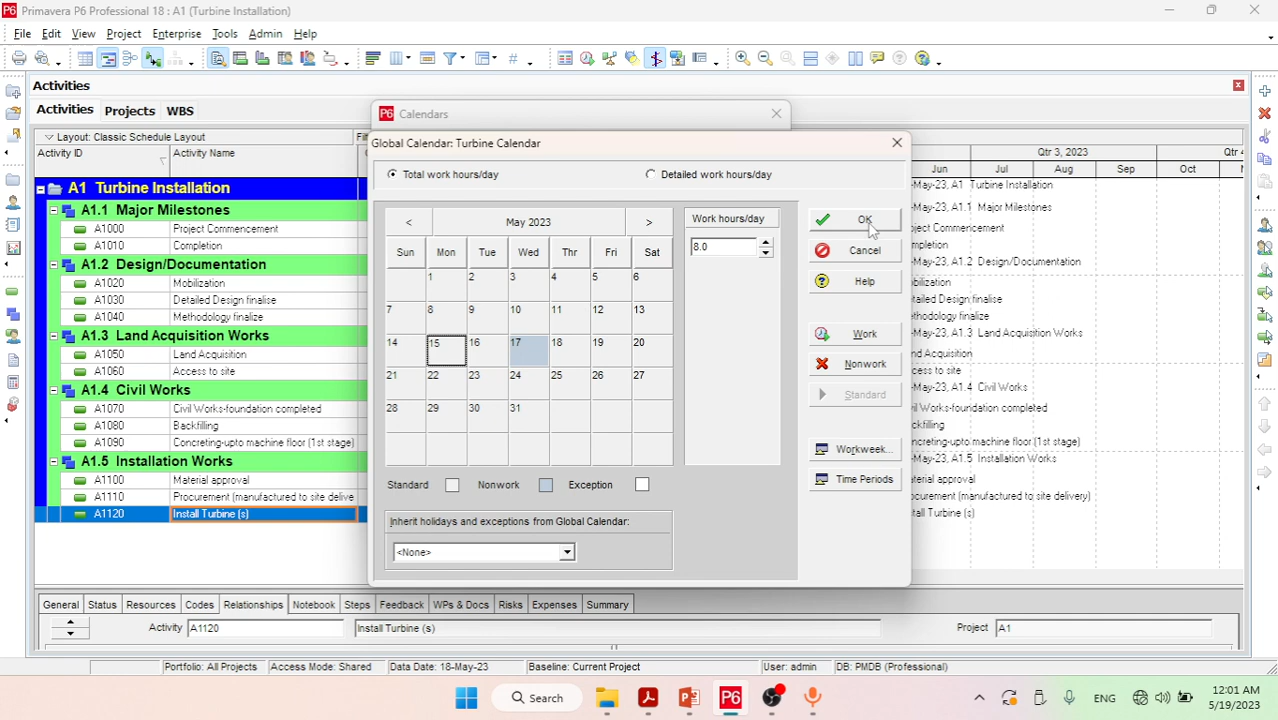 Primavera P6 Professional 18 : A1 (Turbine Installation)
File Edit View Project Enterprise Tools Admin Help
Activities
Activities Projects WBS
Layout: Classic Schedule Layout
Activity ID Activity Name
Qtr 3, 2023
Jun Jul Aug Sep Oct
A1 Turbine Installation
A1.1 Major Milestones
A1000 Project Commencement
A1010 Completion
A1.2 Design/Documentation
A1020 Mobilization
A1030 Detailed Design finalise
A1040 Methodology finalize
A1.3 Land Acquisition Works
A1050 Land Acquisition
A1060 Access to site
A1.4 Civil Works
A1070 Civil Works-foundation completed
A1080 Backfilling
A1090 Concreting-upto machine floor (1st stage)
A1.5 Installation Works
A1100 Material approval
A1110 Procurement (manufactured to site delive
A1120 Install Turbine (s)
Calendars
Global Calendar: Turbine Calendar
Total work hours/day Detailed work hours/day
< May 2023 >
Sun Mon Tue Wed Thr Fri Sat
1 2 3 4 5 6
7 8 9 10 11 12 13
14 15 16 17 18 19 20
21 22 23 24 25 26 27
28 29 30 31
Standard Nonwork Exception
Inherit holidays and exceptions from Global Calendar:
<None>
Work hours/day
8.0
OK
Cancel
Help
Work
Nonwork
Standard
Workweek...
Time Periods
May-23, A1 Turbine Installation
May-23, A1.1 Major Milestones
ject Commencement
mpletion
May-23, A1.2 Design/Documentation
bilization
tailed Design finalise
thodology finalize
May-23, A1.3 Land Acquisition Works
d Acquisition
ess to site
May-23, A1.4 Civil Works
il Works-foundation completed
ckfilling
ncreting-upto machine floor (1st stage)
May-23, A1.5 Installation Works
terial approval
curement (manufactured to site delivery)
tall Turbine (s)
General Status Resources Codes Relationships Notebook Steps Feedback WPs & Docs Risks Expenses Summary
Activity A1120 Install Turbine (s) Project A1
Portfolio: All Projects Access Mode: Shared Data Date: 18-May-23 Baseline: Current Project User: admin DB: PMDB (Professional)
Search
ENG
12:01 AM
5/19/2023